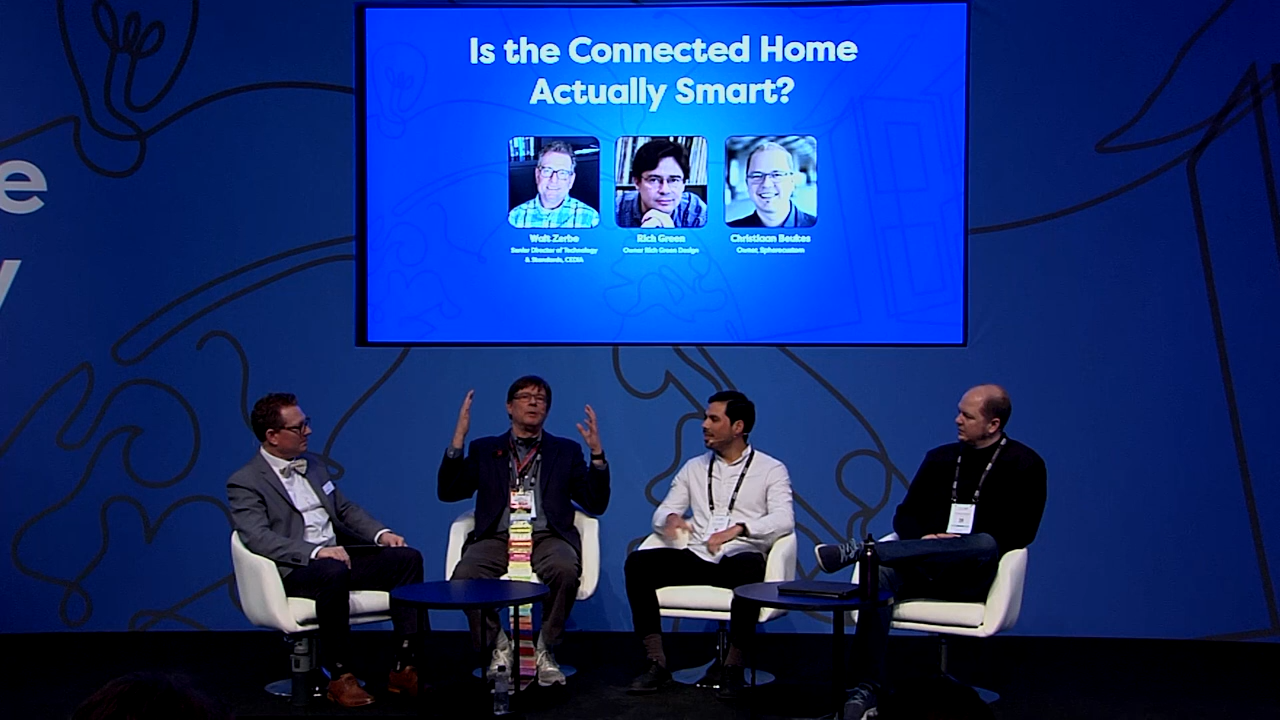 Is the Connected Home
Actually Smart?
e
y
Walt Zerbe
Senior Director of Technology
& Standards, CEDIA
Rich Green
Owner Rich Green Design
Christiaan Beukes
Owner, Spherecustom